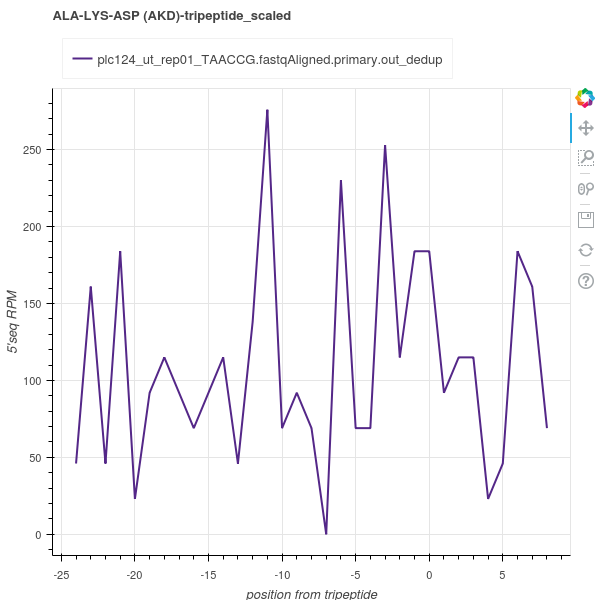 ALA-LYS-ASP (AKD)-tripeptide_scaled
plc124_ut_rep01_TAACCG.fastqAligned.primary.out_dedup
250
200
150
100
50
0
5'seq RPM
-25 -20 -15 -10 -5 0 5
position from tripeptide